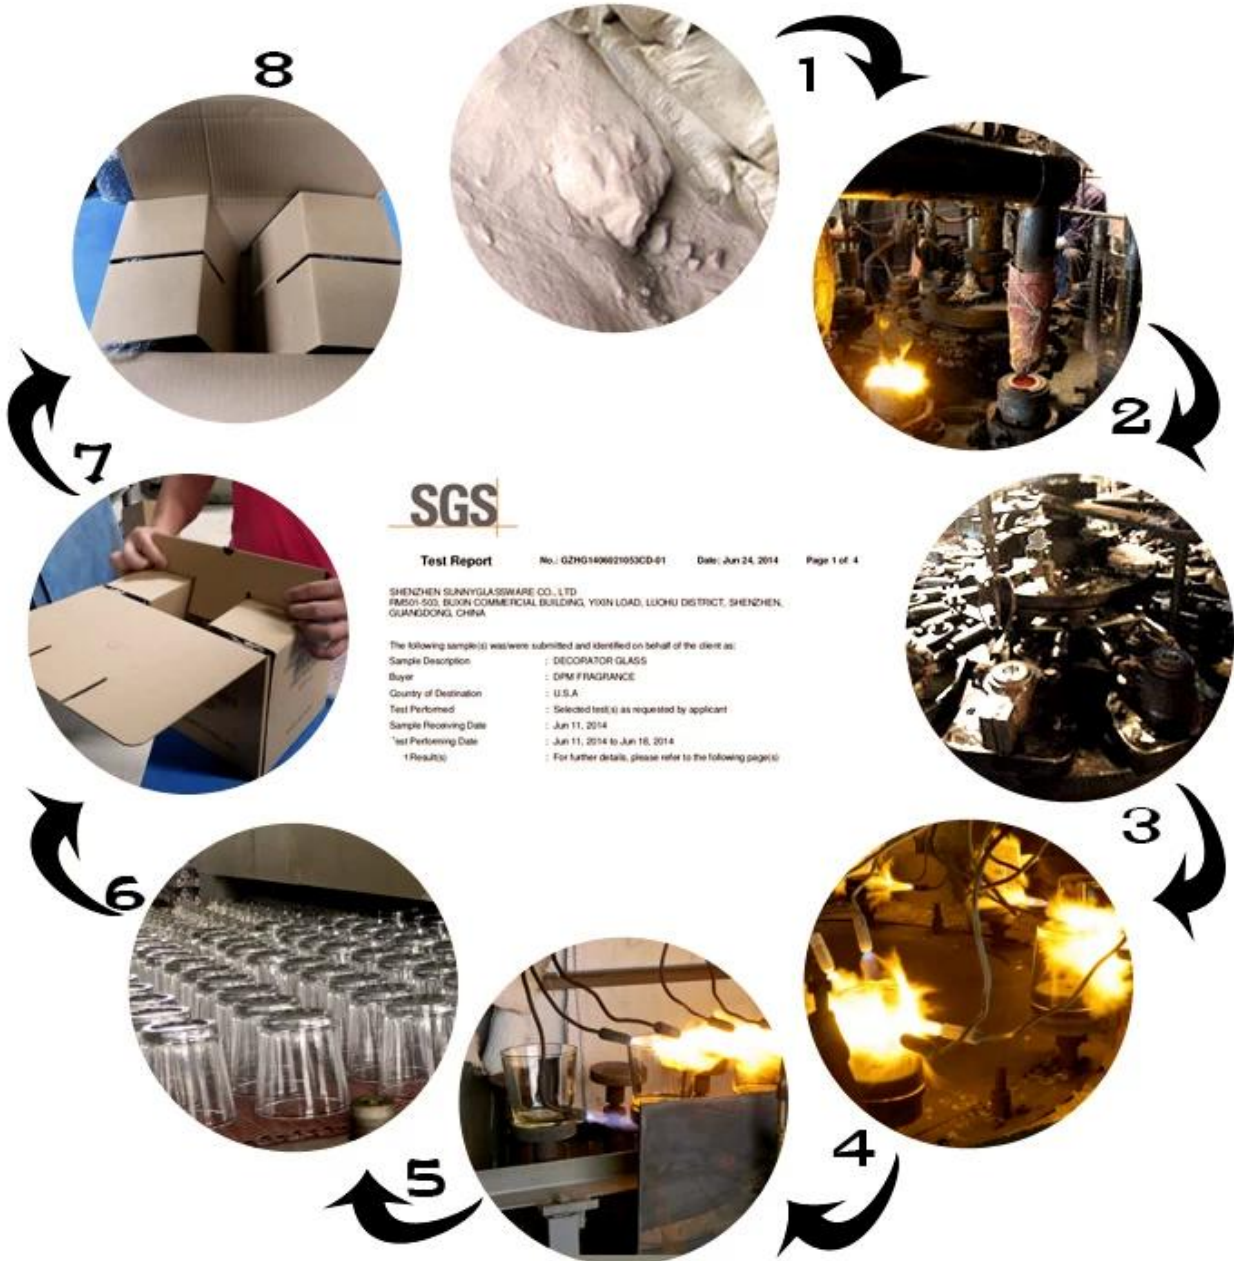 8
1
2
7
SGS
Test Report No.: GZHG1406021053CD-01 Date: Jun 24, 2014 Page 1 of 4
SHENZHEN SUNNYGLASSWARE CO., LTD
RM501-503, BUXIN COMMERCIAL BUILDING, YIXIN LOAD, LUOHU DISTRICT, SHENZHEN,
GUANGDONG, CHINA
The following sample(s) was/were submitted and identified on behalf of the client as:
Sample Description : DECORATOR GLASS
Buyer : DPM FRAGRANCE
Country of Destination : U.S.A
Test Performed : Selected test(s) as requested by applicant
Sample Receiving Date : Jun 11, 2014
est Performing Date : Jun 11, 2014 to Jun 18, 2014
t Result(s) : For further details, please refer to the following page(s)
3
6
4
5